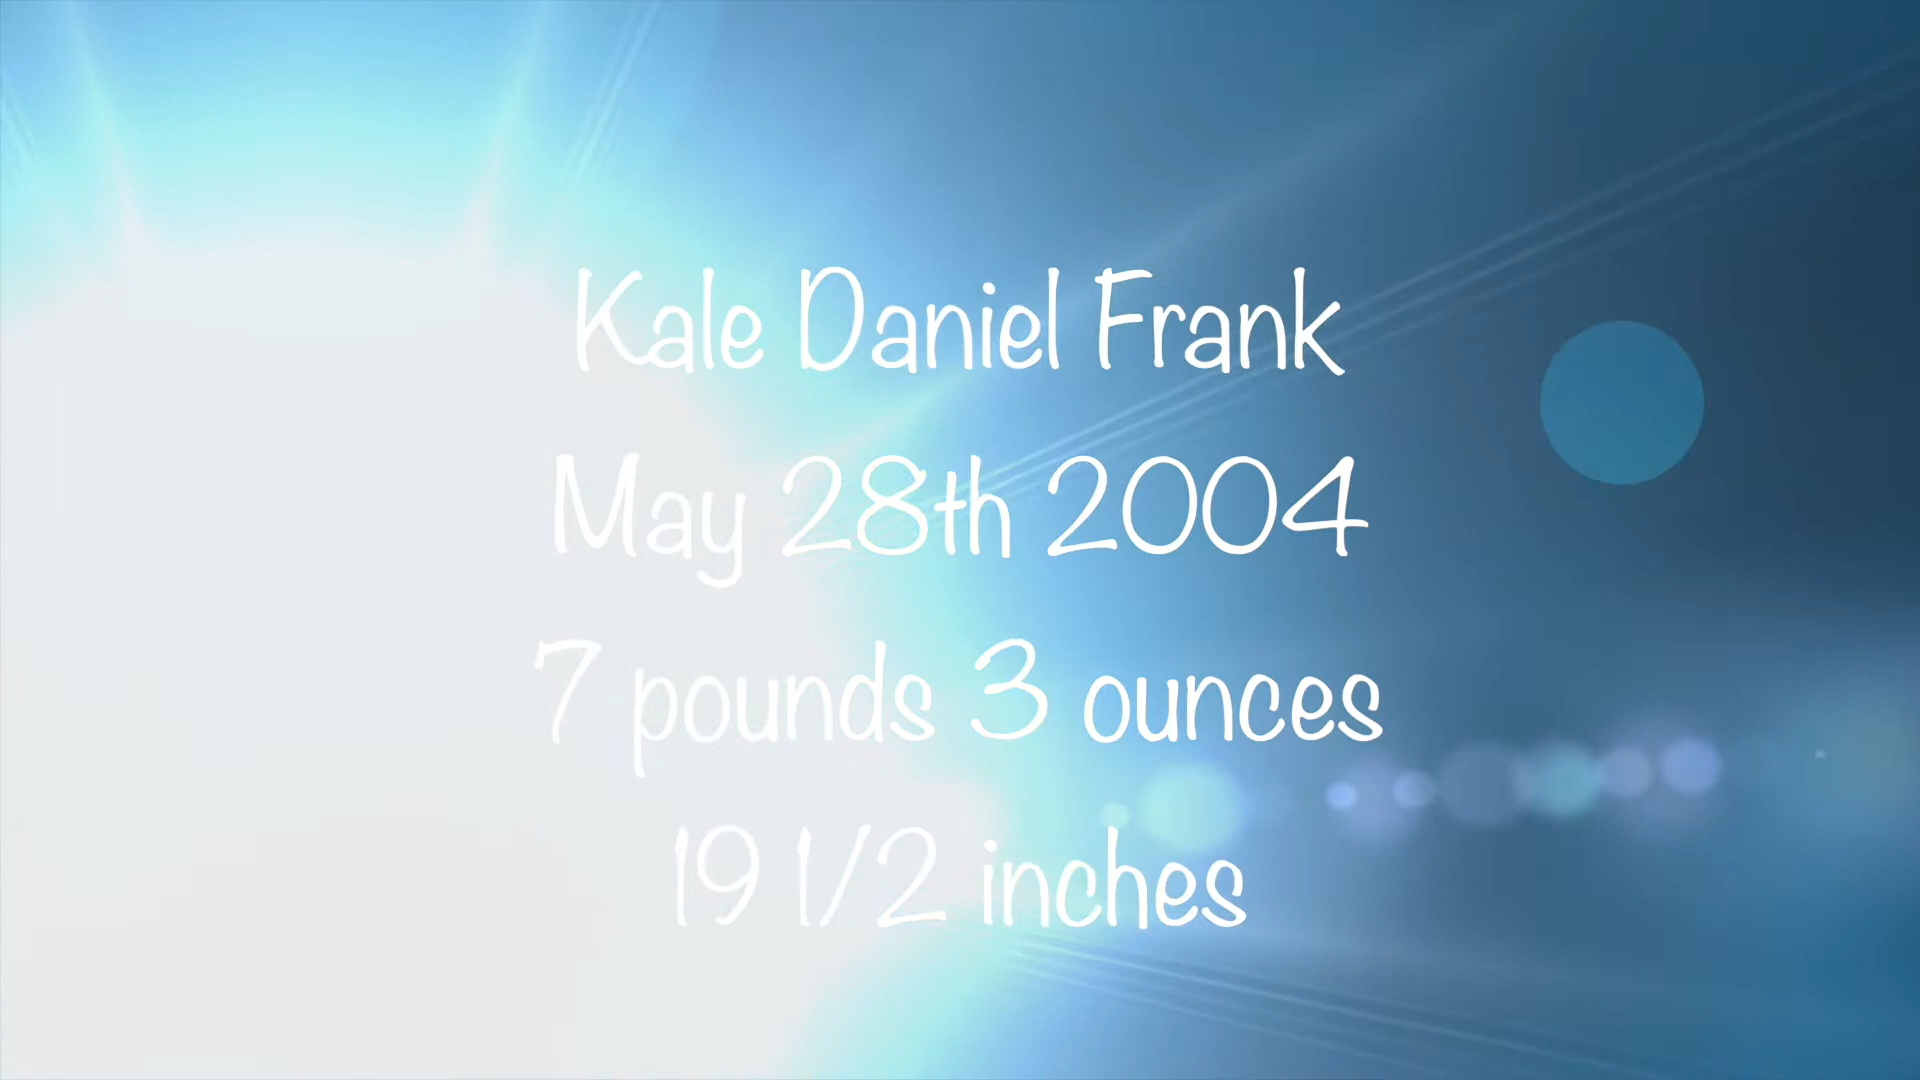 Kale Daniel Frank
May 28th 2004
7 pounds 3 ounces
19 1/2 inches